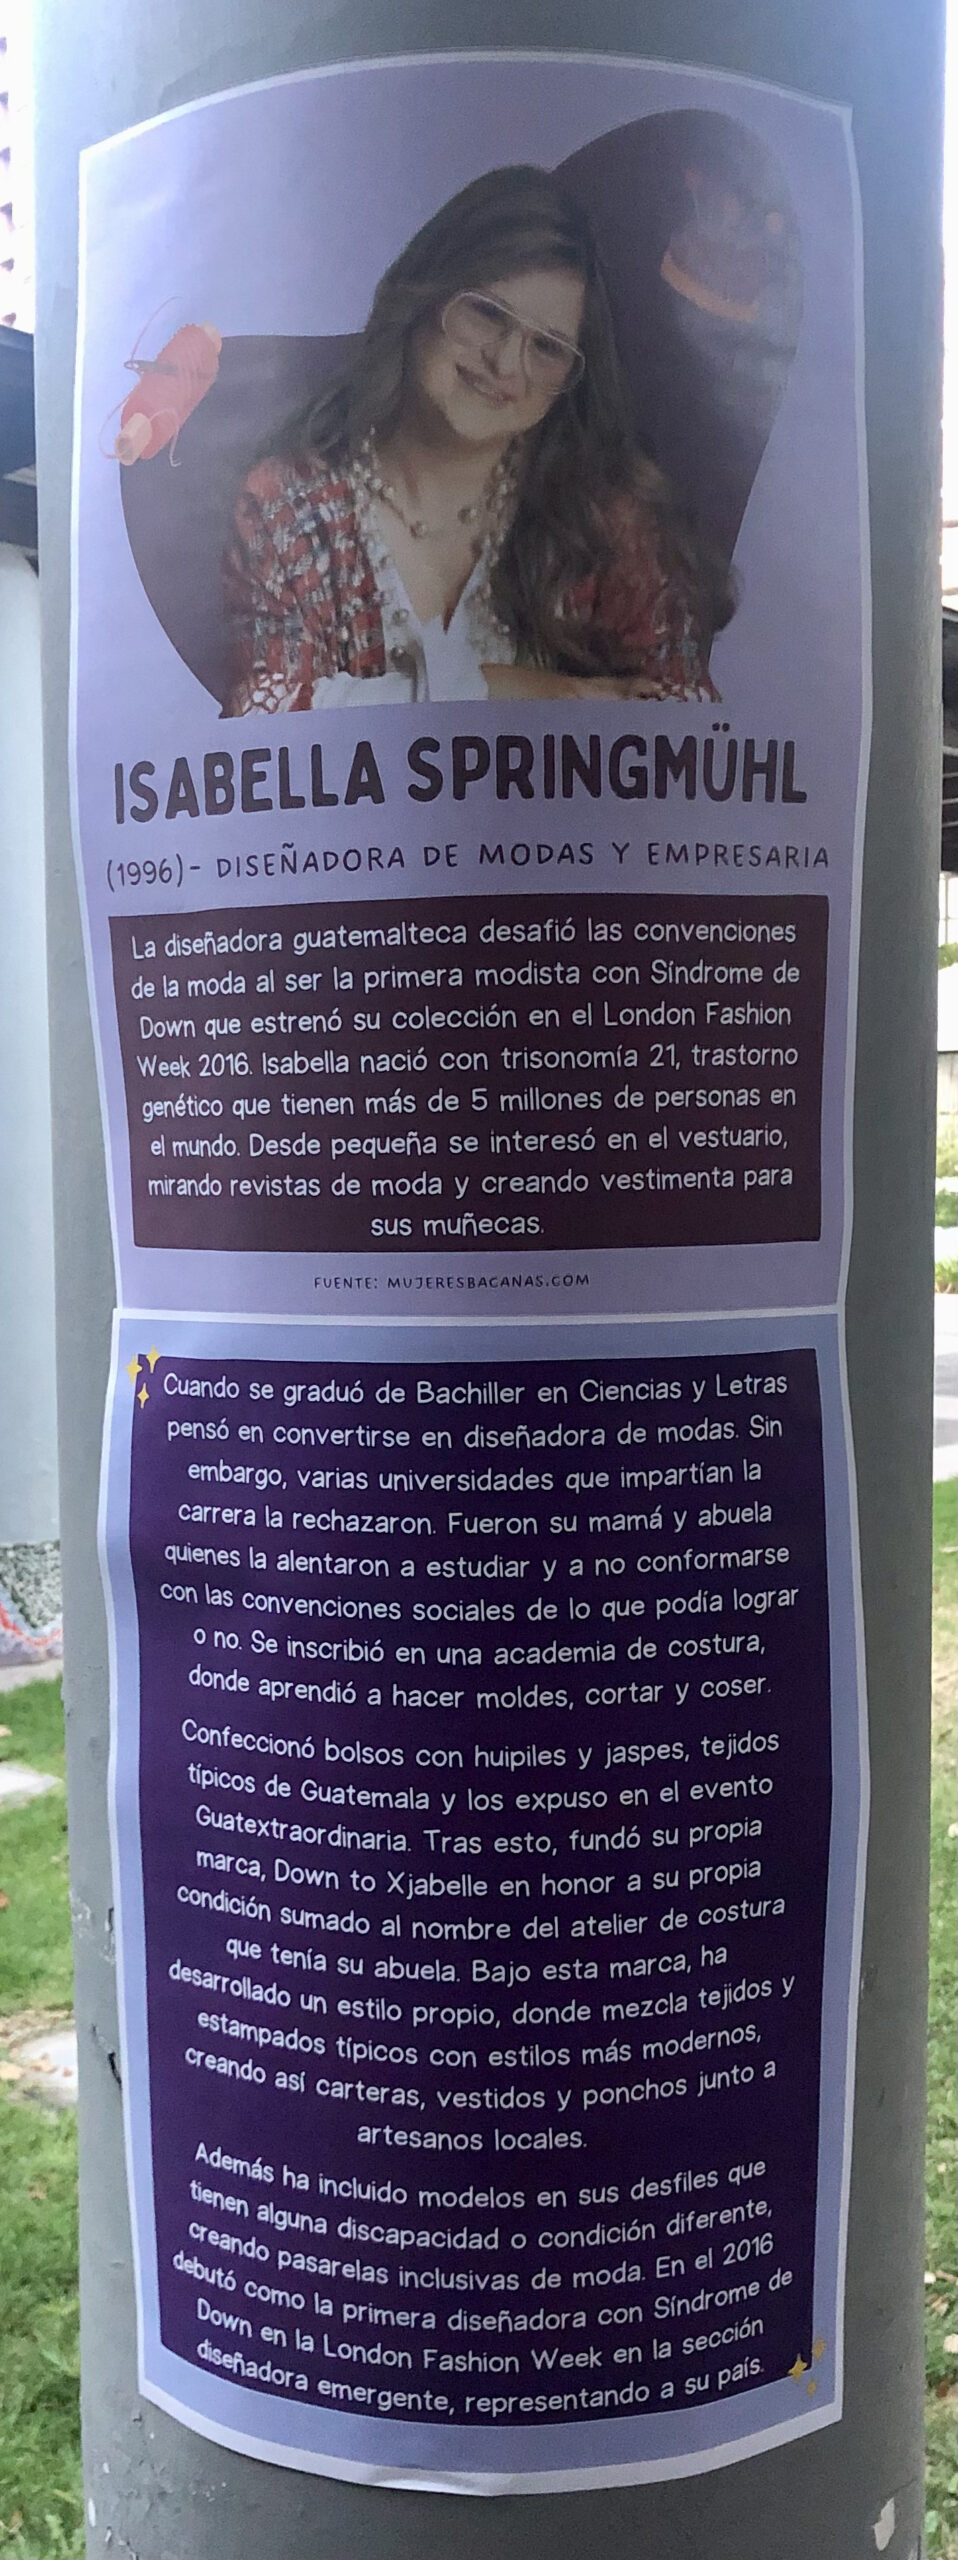 ISABELLA SPRINGMÜHL
(1996)- DISEÑADORA DE MODAS Y EMPRESARIA
La diseñadora guatemalteca desafió las convenciones
de la moda al ser la primera modista con Síndrome de
Down que estrenó su colección en el London Fashion
Week 2016. Isabella nació con trisonomía 21, trastorno
genético que tienen más de 5 millones de personas en
el mundo. Desde pequeña se interesó en el vestuario,
mirando revistas de moda y creando vestimenta para
sus muñecas.
FUENTE: MUJERESBACANAS.COM
Cuando se graduó de Bachiller en Ciencias y Letras
pensó en convertirse en diseñadora de modas. Sin
embargo, varias universidades que impartían la
carrera la rechazaron. Fueron su mamá y abuela
quienes la alentaron a estudiar y a no conformarse
con las convenciones sociales de lo que podía lograr
o no. Se inscribió en una academia de costura,
donde aprendió a hacer moldes, cortar y coser.
Confeccionó bolsos con huipiles y jaspes, tejidos
típicos de Guatemala y los expuso en el evento
Guatextraordinaria. Tras esto, fundó su propia
marca, Down to Xjabelle en honor a su propia
condición sumado al nombre del atelier de costura
que tenía su abuela. Bajo esta marca, ha
desarrollado un estilo propio, donde mezcla tejidos y
estampados típicos con estilos más modernos,
creando así carteras, vestidos y ponchos junto a
artesanos locales.
Además ha incluido modelos en sus desfiles que
tienen alguna discapacidad o condición diferente,
creando pasarelas inclusivas de moda. En el 2016
debutó como la primera diseñadora con Síndrome de
Down en la London Fashion Week en la sección
diseñadora emergente, representando a su país.